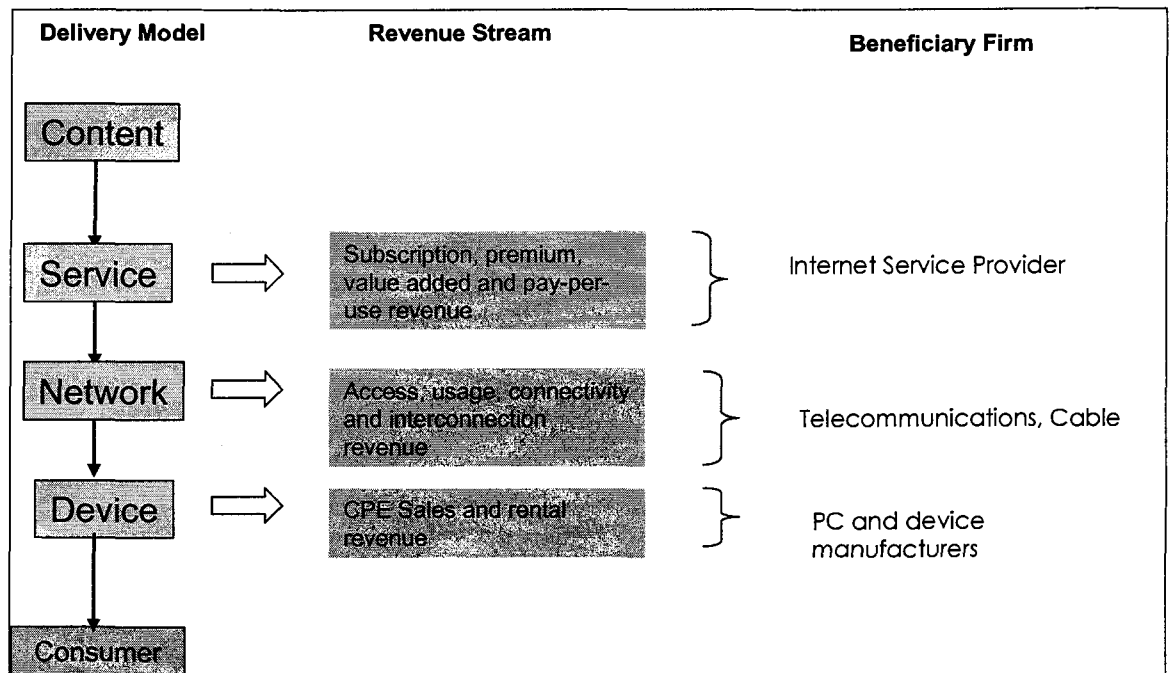 Delivery Model
Revenue Stream
Beneficiary Firm
Content
Service
Subscription, premium,
value added and pay-per-
use revenue
Internet Service Provider
Network
Access, usage, connectivity
and interconnection
revenue
Telecommunications, Cable
Device
CPE Sales and rental
revenue
PC and device
manufacturers
Consumer